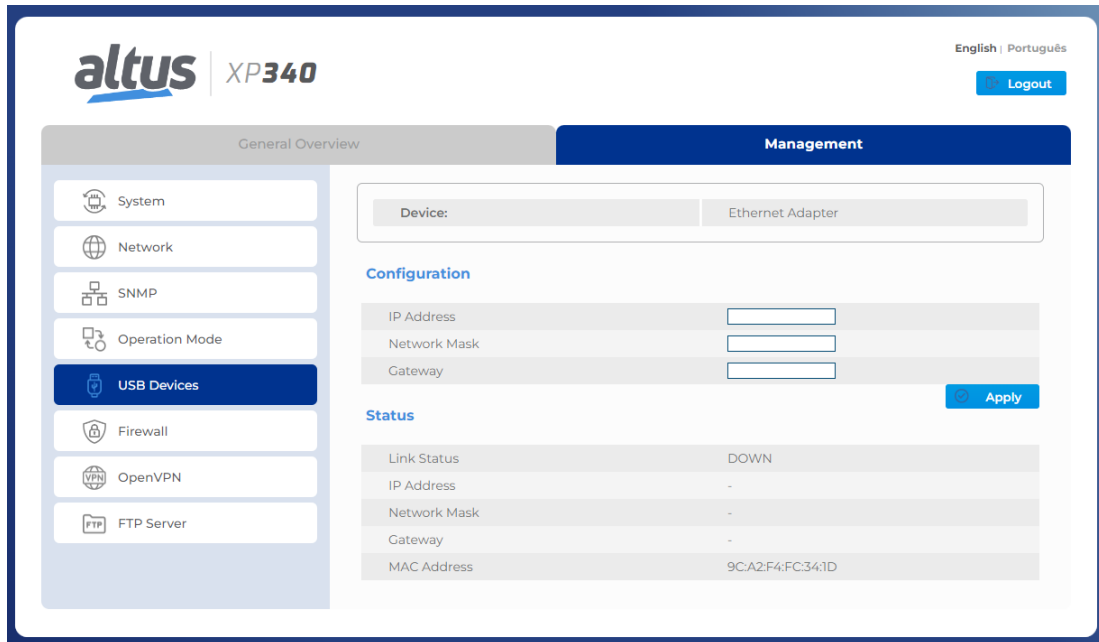 English | Português
altus XP340
Logout
General Overview
Management
System
Network
SNMP
Operation Mode
USB Devices
Firewall
VPN OpenVPN
FTP FTP Server
Device: Ethernet Adapter
Configuration
IP Address
Network Mask
Gateway
Apply
Status
Link Status DOWN
IP Address -
Network Mask -
Gateway -
MAC Address 9C:A2:F4:FC:34:1D